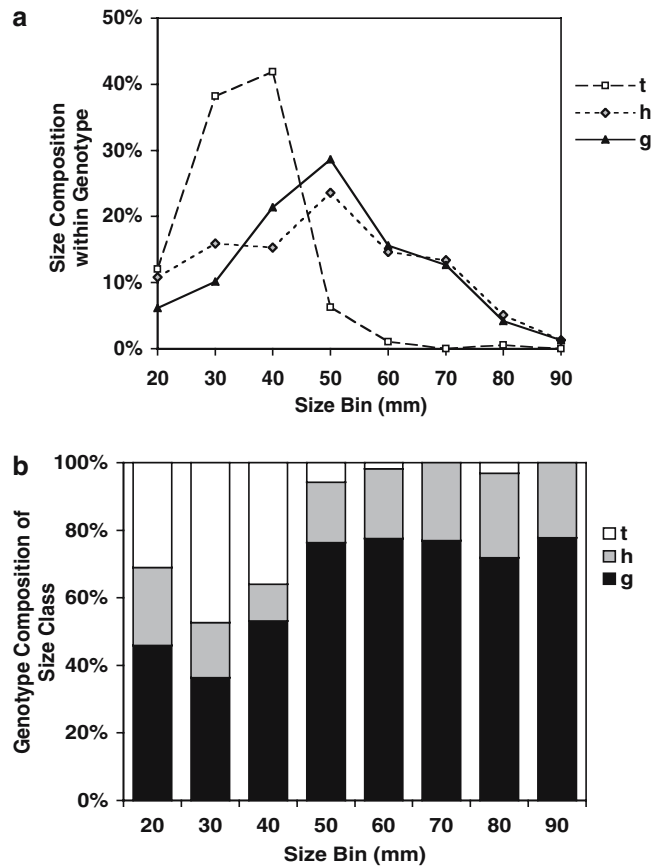 a
50%
40%
30%
20%
10%
0%
Size Composition
within Genotype
20 30 40 50 60 70 80 90
Size Bin (mm)
t
h
g
b
100%
80%
60%
40%
20%
0%
Genotype Composition of
Size Class
20 30 40 50 60 70 80 90
Size Bin (mm)
t
h
g